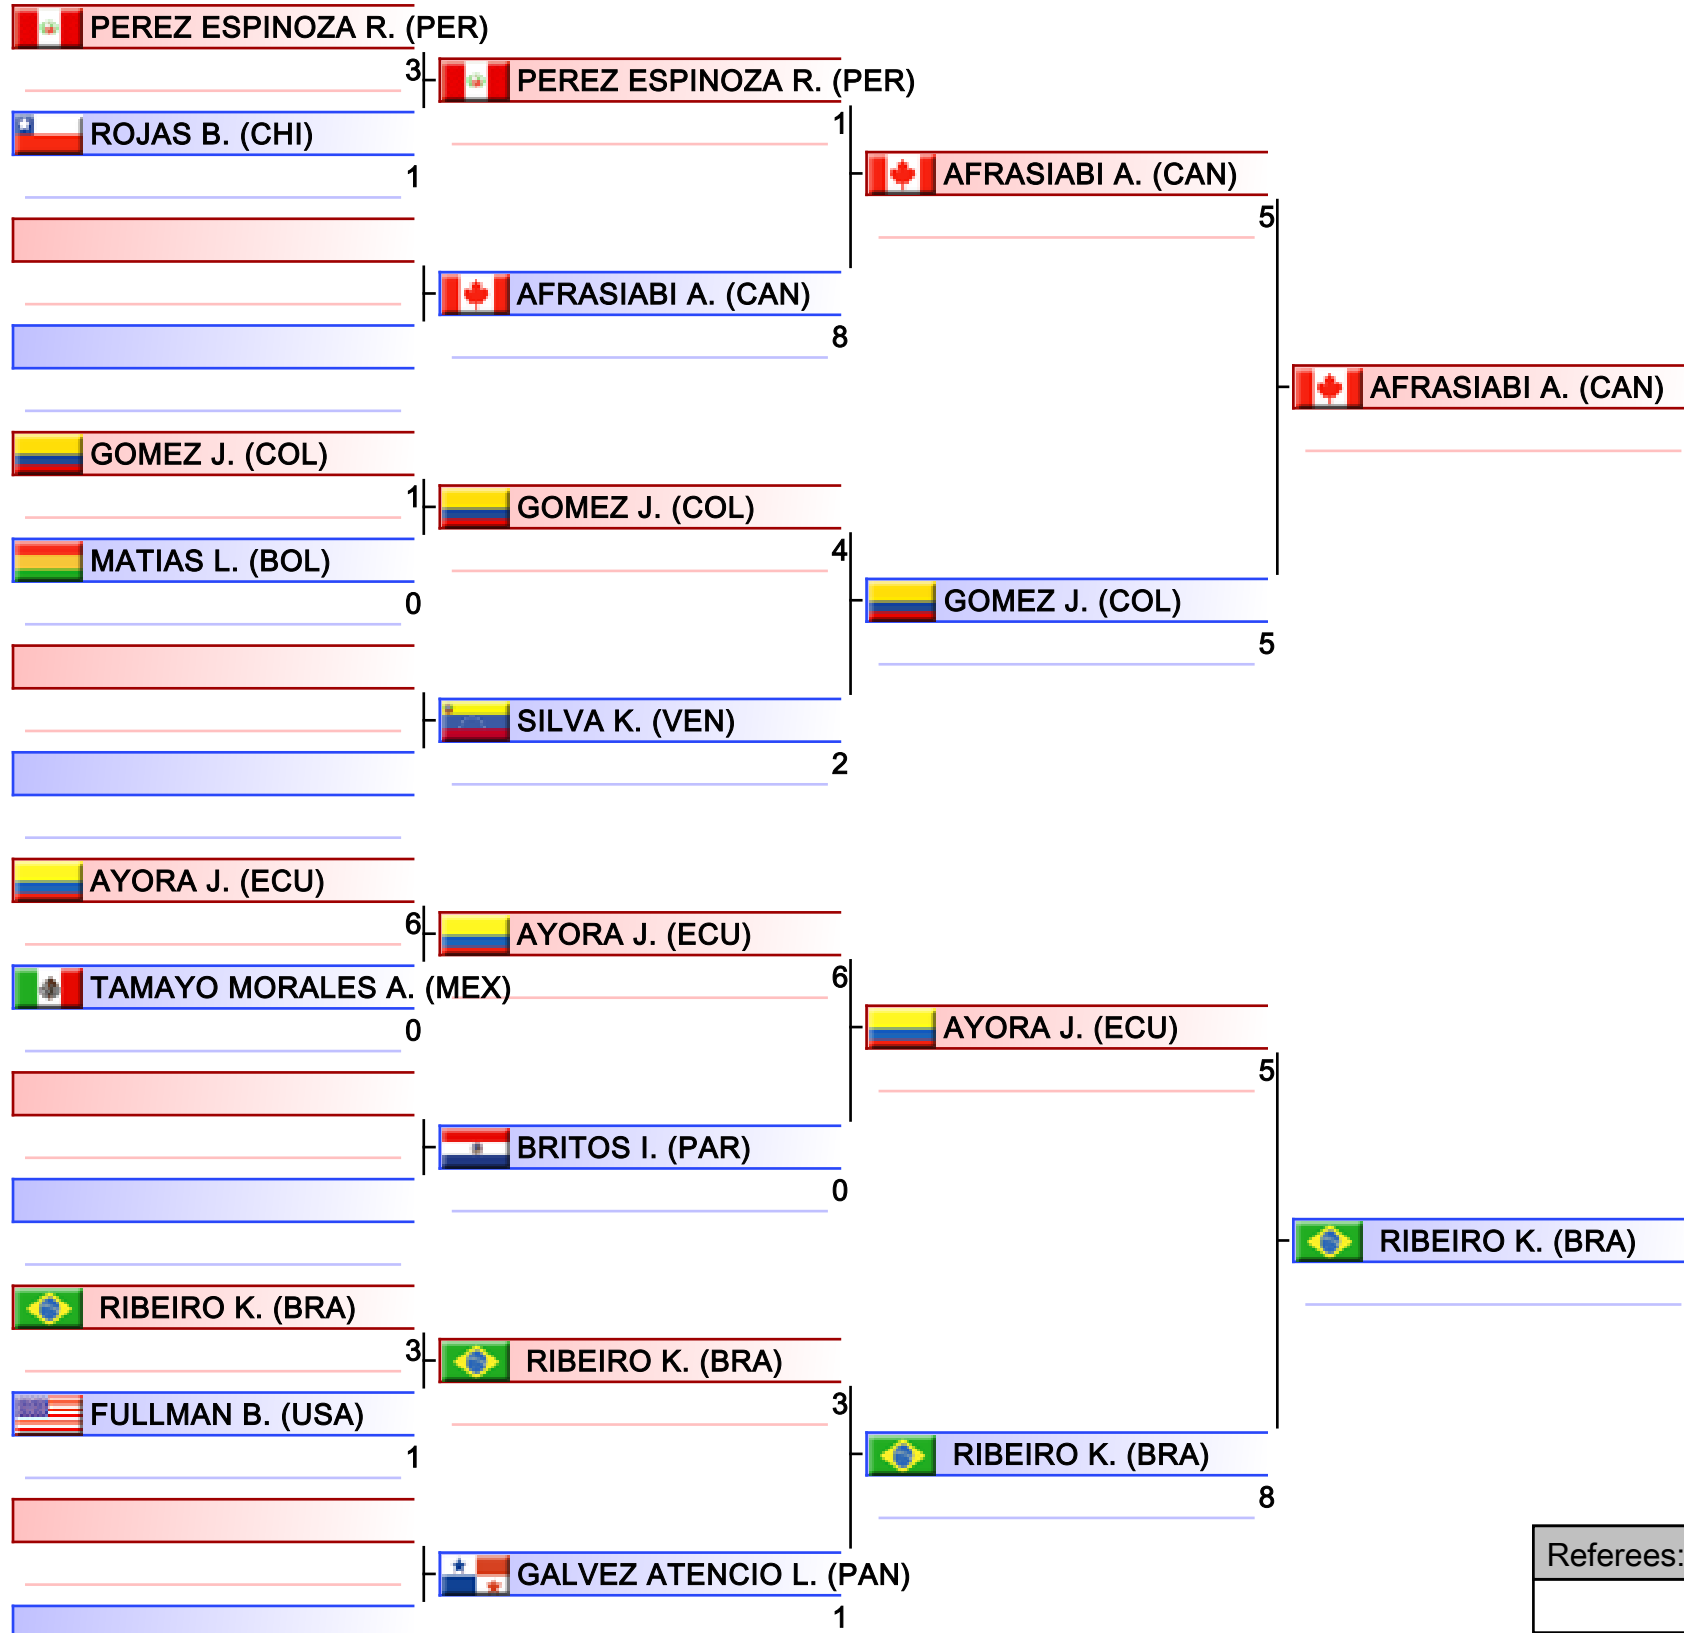 PEREZ ESPINOZA R. (PER)
3
ROJAS B. (CHI)
1
GOMEZ J. (COL)
1
MATIAS L. (BOL)
0
AYORA J. (ECU)
6
TAMAYO MORALES A. (MEX)
0
RIBEIRO K. (BRA)
3
FULLMAN B. (USA)
1
PEREZ ESPINOZA R. (PER)
1
AFRASIABI A. (CAN)
8
GOMEZ J. (COL)
4
SILVA K. (VEN)
2
AYORA J. (ECU)
6
BRITOS I. (PAR)
0
RIBEIRO K. (BRA)
3
GALVEZ ATENCIO L. (PAN)
1
AFRASIABI A. (CAN)
5
GOMEZ J. (COL)
5
AYORA J. (ECU)
5
RIBEIRO K. (BRA)
8
AFRASIABI A. (CAN)
RIBEIRO K. (BRA)
Referees: